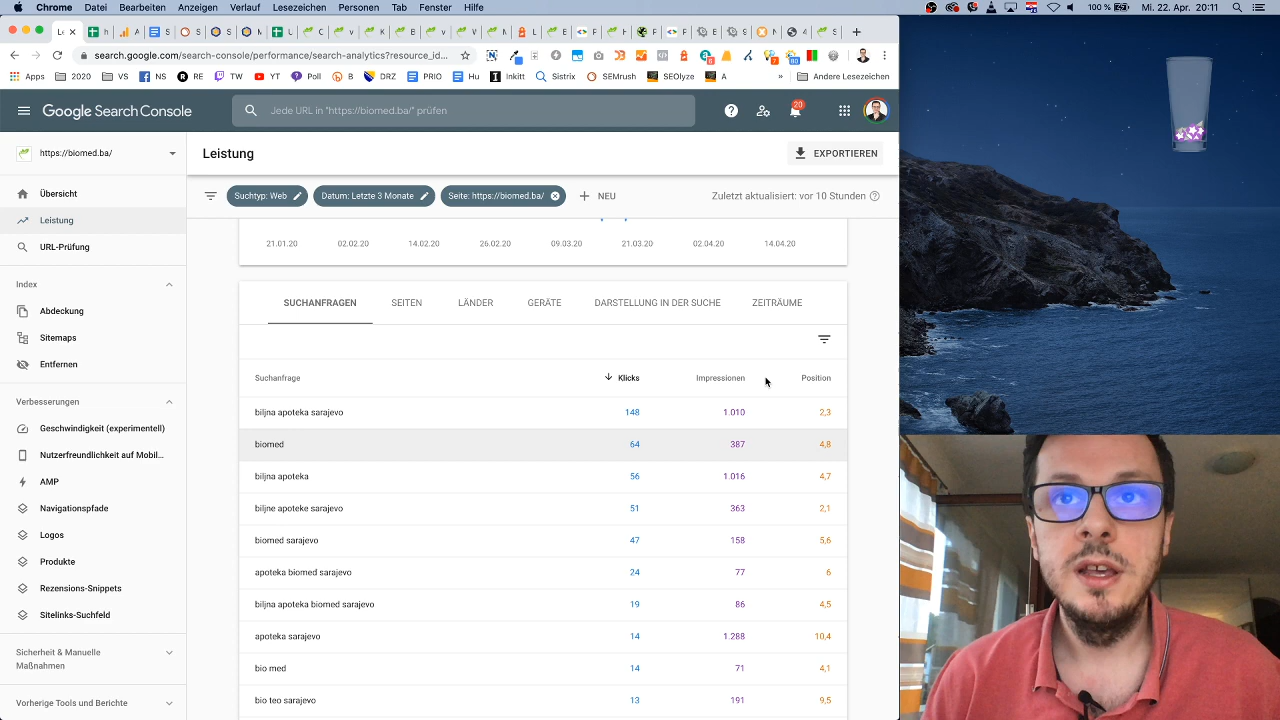 Chrome Datei Bearbeiten Anzeigen Verlauf Lesezeichen Personen Tab Fenster Hilfe
100 % Mi. 22. Apr. 20:11
search.google.com/search-console/performance/search-analytics?resource_id...
Apps 2020 VS FB NS RE TW YT Poll B DRZ PRIO Hu Inkitt Sistrix SEMrush SEOlyze A » Andere Lesezeichen
Google Search Console
Jede URL in "https://biomed.ba/" prüfen
20
https://biomed.ba/
Leistung
EXPORTIEREN
Übersicht
Leistung
URL-Prüfung
Index
Abdeckung
Sitemaps
Entfernen
Verbesserungen
Geschwindigkeit (experimentell)
Nutzerfreundlichkeit auf Mobil...
AMP
Navigationspfade
Logos
Produkte
Rezensions-Snippets
Sitelinks-Suchfeld
Sicherheit & Manuelle
Maßnahmen
Vorherige Tools und Berichte
Suchtyp: Web Datum: Letzte 3 Monate Seite: https://biomed.ba/ NEU
Zuletzt aktualisiert: vor 10 Stunden
21.01.20 02.02.20 14.02.20 26.02.20 09.03.20 21.03.20 02.04.20 14.04.20
SUCHANFRAGEN SEITEN LÄNDER GERÄTE DARSTELLUNG IN DER SUCHE ZEITRÄUME
Suchanfrage Klicks Impressionen Position
biljna apoteka sarajevo 148 1.010 2,3
biomed 64 387 4,8
biljna apoteka 56 1.016 4,7
biljne apoteke sarajevo 51 363 2,1
biomed sarajevo 47 158 5,6
apoteka biomed sarajevo 24 77 6
biljna apoteka biomed sarajevo 19 86 4,5
apoteka sarajevo 14 1.288 10,4
bio med 14 71 4,1
bio teo sarajevo 13 191 9,5